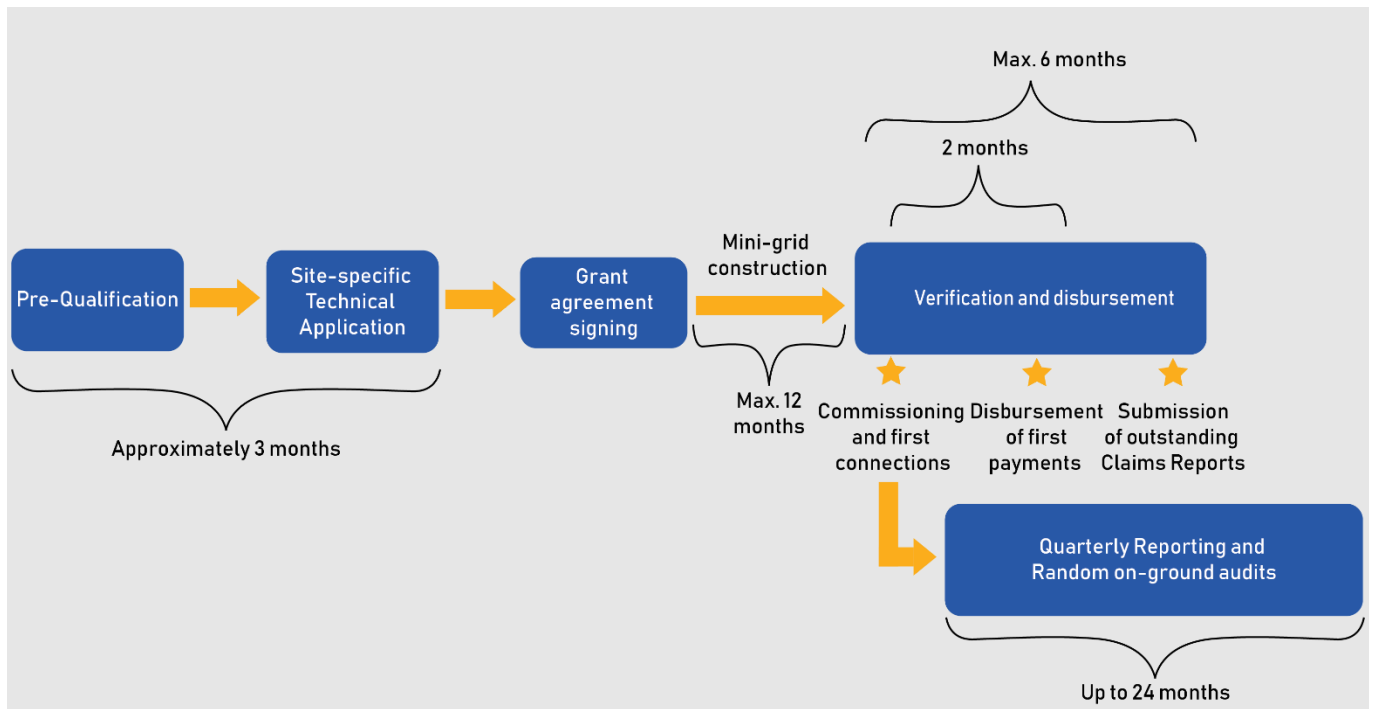 Max. 6 months
2 months
Pre-Qualification
Site-specific
Technical
Application
Grant
agreement
signing
Mini-grid
construction
Verification and disbursement
Approximately 3 months
Max. 12
months
Commissioning
and first
connections
Disbursement
of first
payments
Submission
of outstanding
Claims Reports
Quarterly Reporting and
Random on-ground audits
Up to 24 months